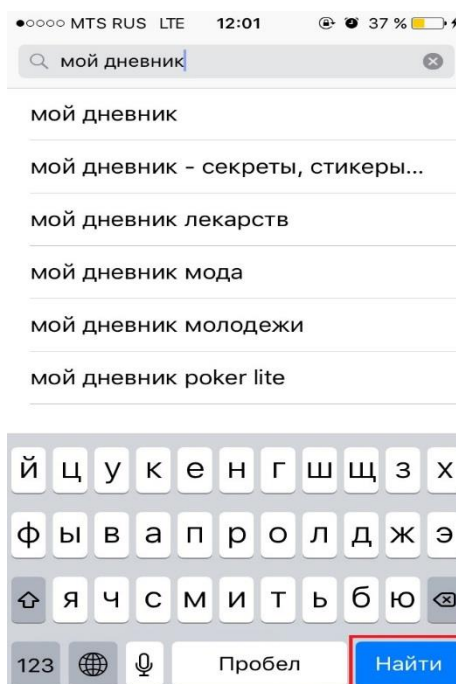 MTS RUS LTE 12:01 37 %
мой дневник
мой дневник
мой дневник - секреты, стикеры...
мой дневник лекарств
мой дневник мода
мой дневник молодежи
мой дневник poker lite
й ц у к е н г ш щ з х
ф ы в а п р о л д ж э
я ч с м и т ь б ю
123 Пробел Найти